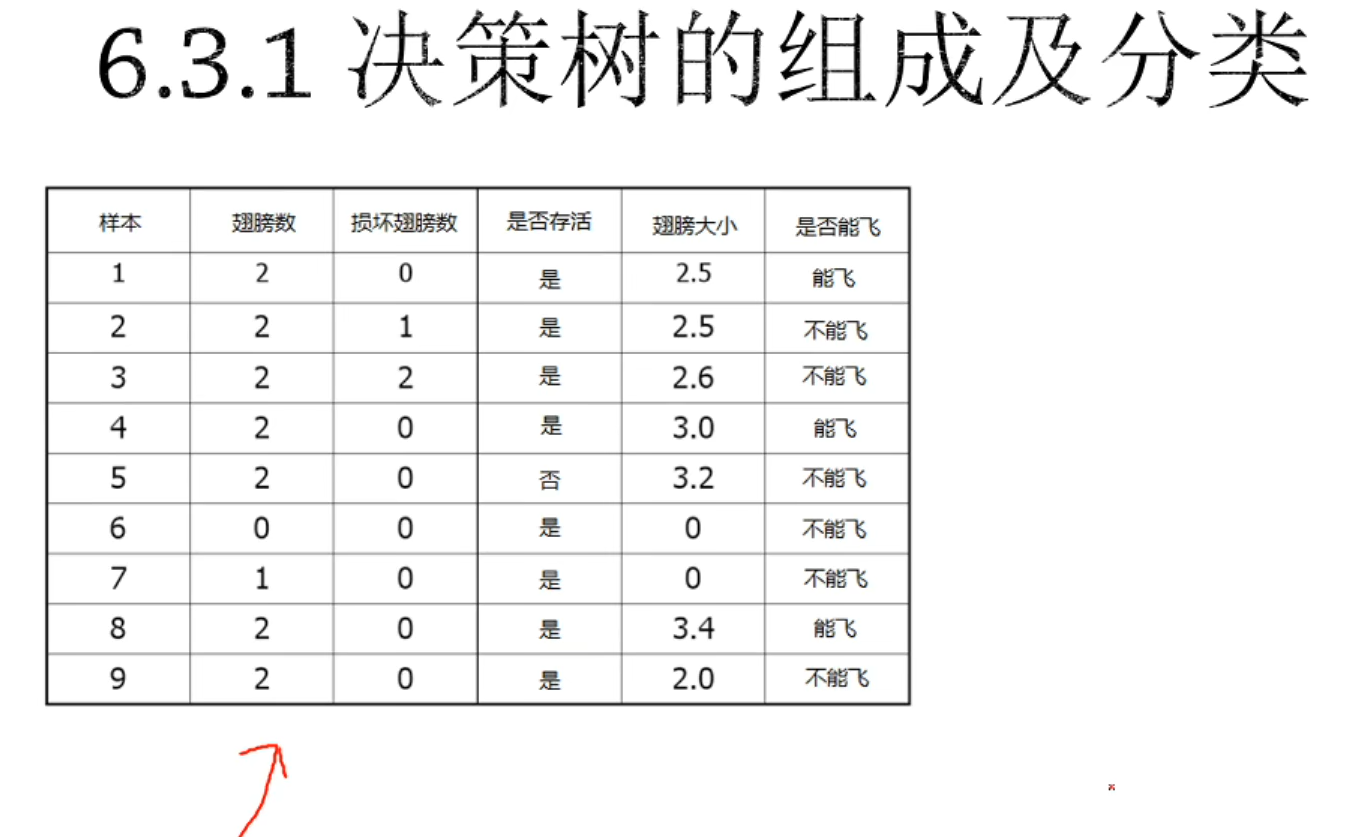 6.3.1 决策树的组成及分类
样本 翅膀数 损坏翅膀数 是否存活 翅膀大小 是否能飞
1 2 0 是 2.5 能飞
2 2 1 是 2.5 不能飞
3 2 2 是 2.6 不能飞
4 2 0 是 3.0 能飞
5 2 0 否 3.2 不能飞
6 0 0 是 0 不能飞
7 1 0 是 0 不能飞
8 2 0 是 3.4 能飞
9 2 0 是 2.0 不能飞